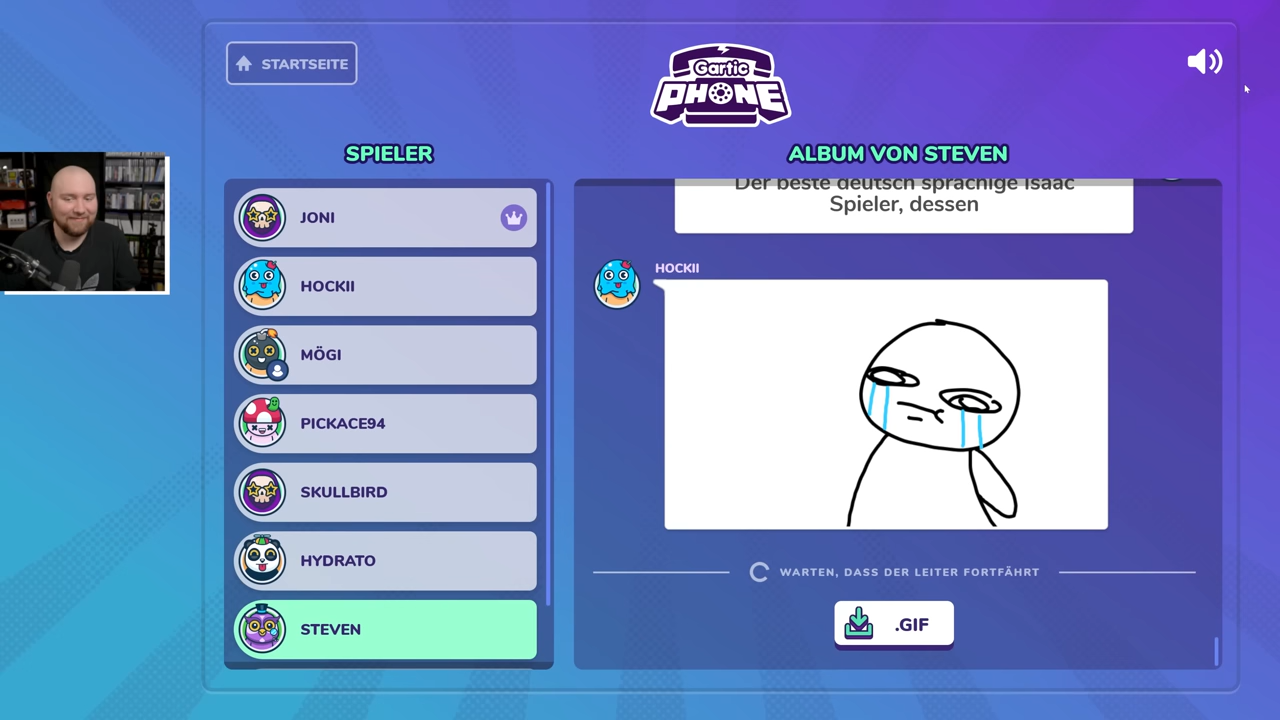 STARTSEITE
Gartic
PHONE
SPIELER
ALBUM VON STEVEN
JONI
HOCKII
MÖGI
PICKACE94
SKULLBIRD
HYDRATO
STEVEN
Der beste deutsch sprachige Isaac
Spieler, dessen
HOCKII
WARTEN, DASS DER LEITER FORTFÄHRT
.GIF